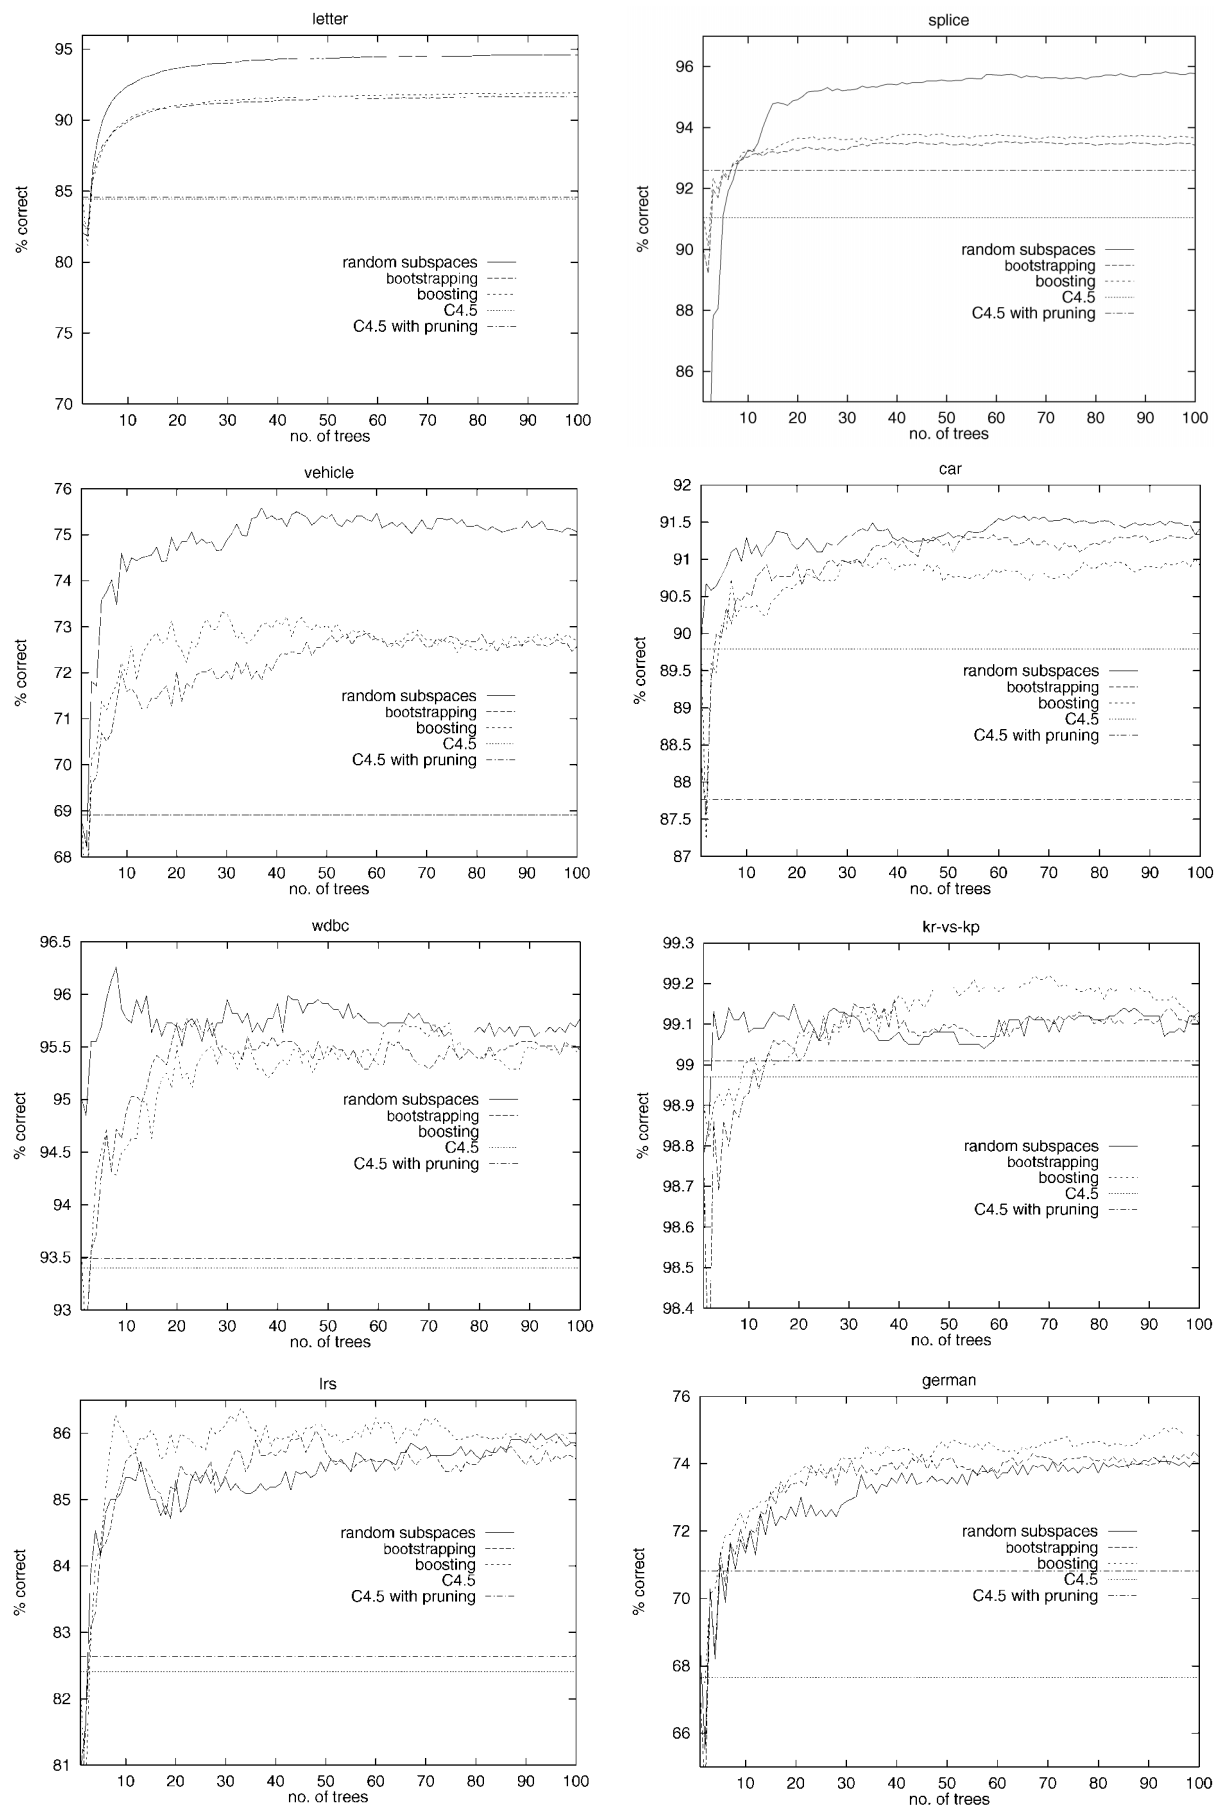 letter
95
90
85
80
75
70
% correct
random subspaces
bootstrapping
boosting
C4.5
C4.5 with pruning
10 20 30 40 50 60 70 80 90 100
no. of trees
splice
96
94
92
90
88
86
% correct
random subspaces
bootstrapping
boosting
C4.5
C4.5 with pruning
10 20 30 40 50 60 70 80 90 100
no. of trees
vehicle
76
75
74
73
72
71
70
69
68
% correct
random subspaces
bootstrapping
boosting
C4.5
C4.5 with pruning
10 20 30 40 50 60 70 80 90 100
no. of trees
car
92
91.5
91
90.5
90
89.5
89
88.5
88
87.5
87
% correct
random subspaces
bootstrapping
boosting
C4.5
C4.5 with pruning
10 20 30 40 50 60 70 80 90 100
no. of trees
wdbc
96.5
96
95.5
95
94.5
94
93.5
93
% correct
random subspaces
bootstrapping
boosting
C4.5
C4.5 with pruning
10 20 30 40 50 60 70 80 90 100
no. of trees
kr-vs-kp
99.3
99.2
99.1
99
98.9
98.8
98.7
98.6
98.5
98.4
% correct
random subspaces
bootstrapping
boosting
C4.5
C4.5 with pruning
10 20 30 40 50 60 70 80 90 100
no. of trees
lrs
86
85
84
83
82
81
% correct
random subspaces
bootstrapping
boosting
C4.5
C4.5 with pruning
10 20 30 40 50 60 70 80 90 100
no. of trees
german
76
74
72
70
68
66
% correct
random subspaces
bootstrapping
boosting
C4.5
C4.5 with pruning
10 20 30 40 50 60 70 80 90 100
no. of trees